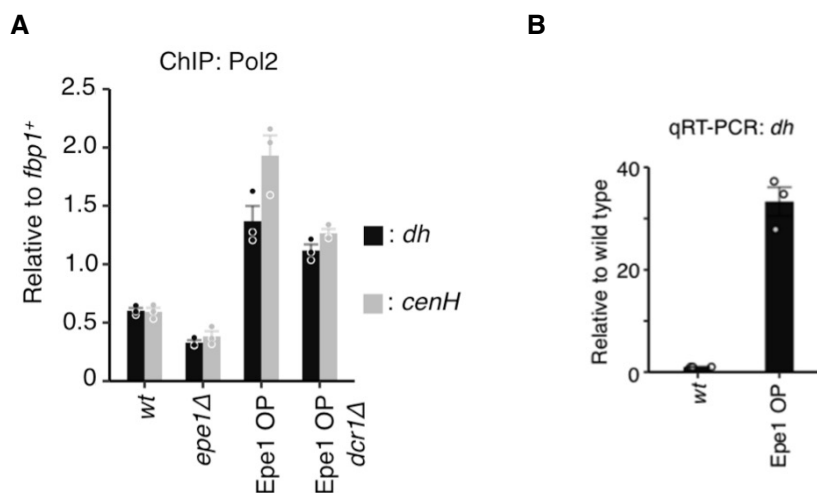 A
ChIP: Pol2
Relative to fbp1⁺
2.5
2.0
1.5
1.0
0.5
0
wt
epe1Δ
Epe1 OP
Epe1 OP
dcr1Δ
: dh
: cenH
B
qRT-PCR: dh
Relative to wild type
40
20
0
wt
Epe1 OP